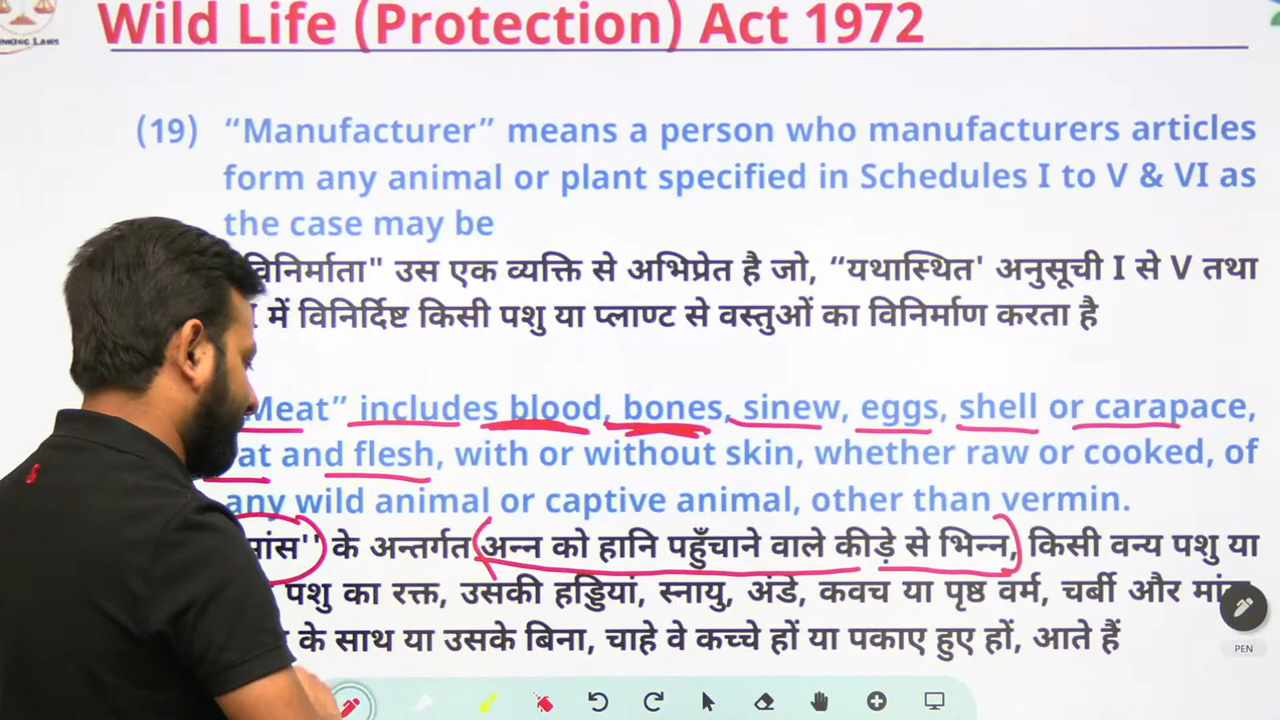 Wild Life (Protection) Act 1972
(19) “Manufacturer” means a person who manufacturers articles
form any animal or plant specified in Schedules I to V & VI as
the case may be
विनिर्माता" उस एक व्यक्ति से अभिप्रेत है जो, “यथास्थित' अनुसूची I से V तथा
में विनिर्दिष्ट किसी पशु या प्लाण्ट से वस्तुओं का विनिर्माण करता है
Meat” includes blood, bones, sinew, eggs, shell or carapace,
and flesh, with or without skin, whether raw or cooked, of
any wild animal or captive animal, other than vermin.
के अन्तर्गत अन्न को हानि पहुँचाने वाले कीड़े से भिन्न, किसी वन्य पशु या
पशु का रक्त, उसकी हड्डियां, स्नायु, अंडे, कवच या पृष्ठ वर्म, चर्बी और
के साथ या उसके बिना, चाहे वे कच्चे हों या पकाए हुए हों, आते हैं
PEN